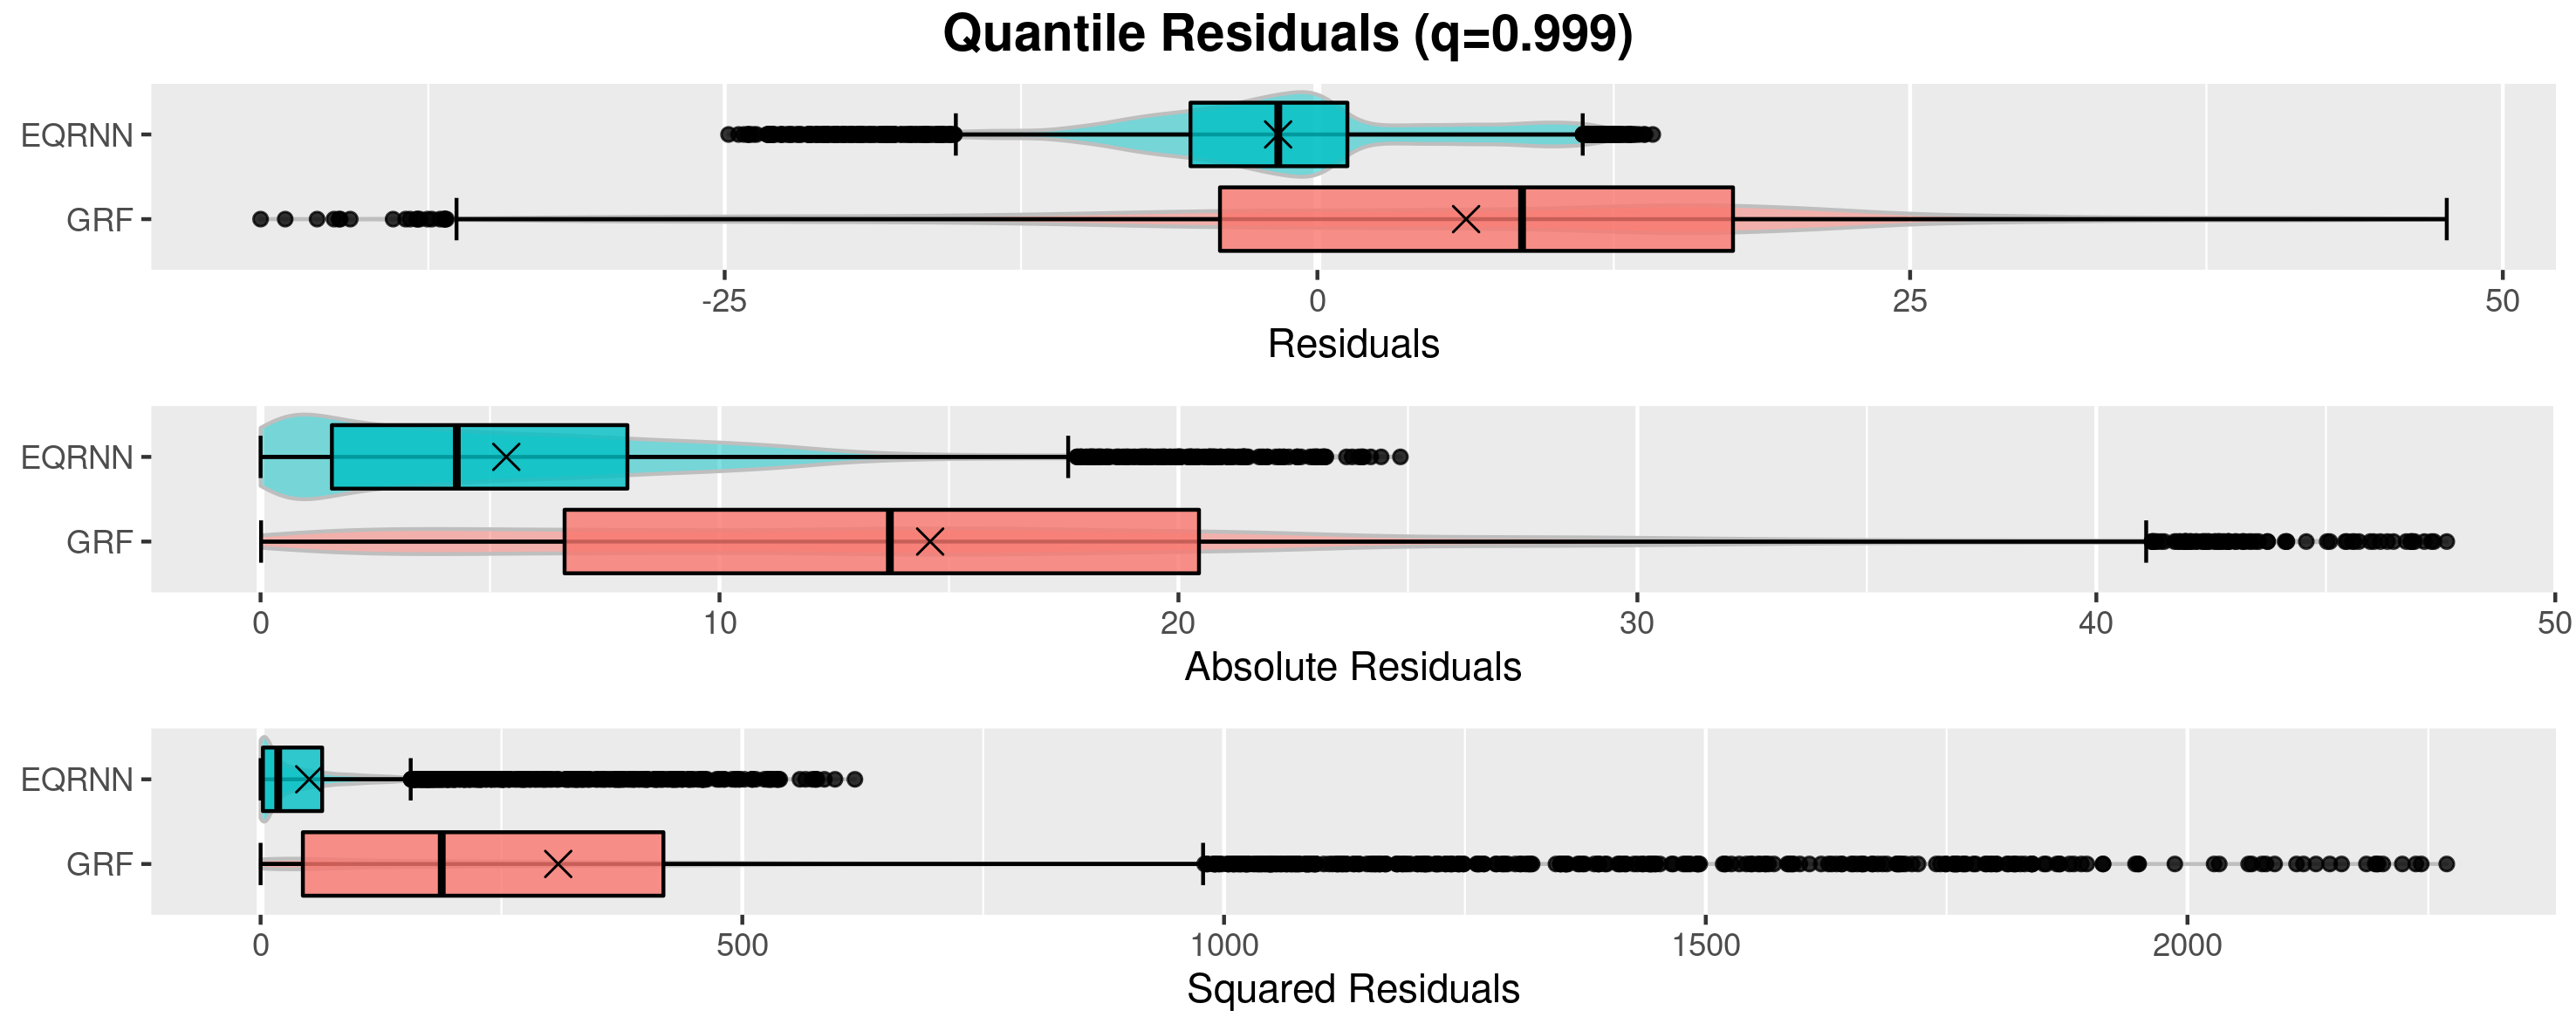 Quantile Residuals (q=0.999)
EQRNN
GRF
-25 0 25 50
Residuals
EQRNN
GRF
0 10 20 30 40 50
Absolute Residuals
EQRNN
GRF
0 500 1000 1500 2000
Squared Residuals